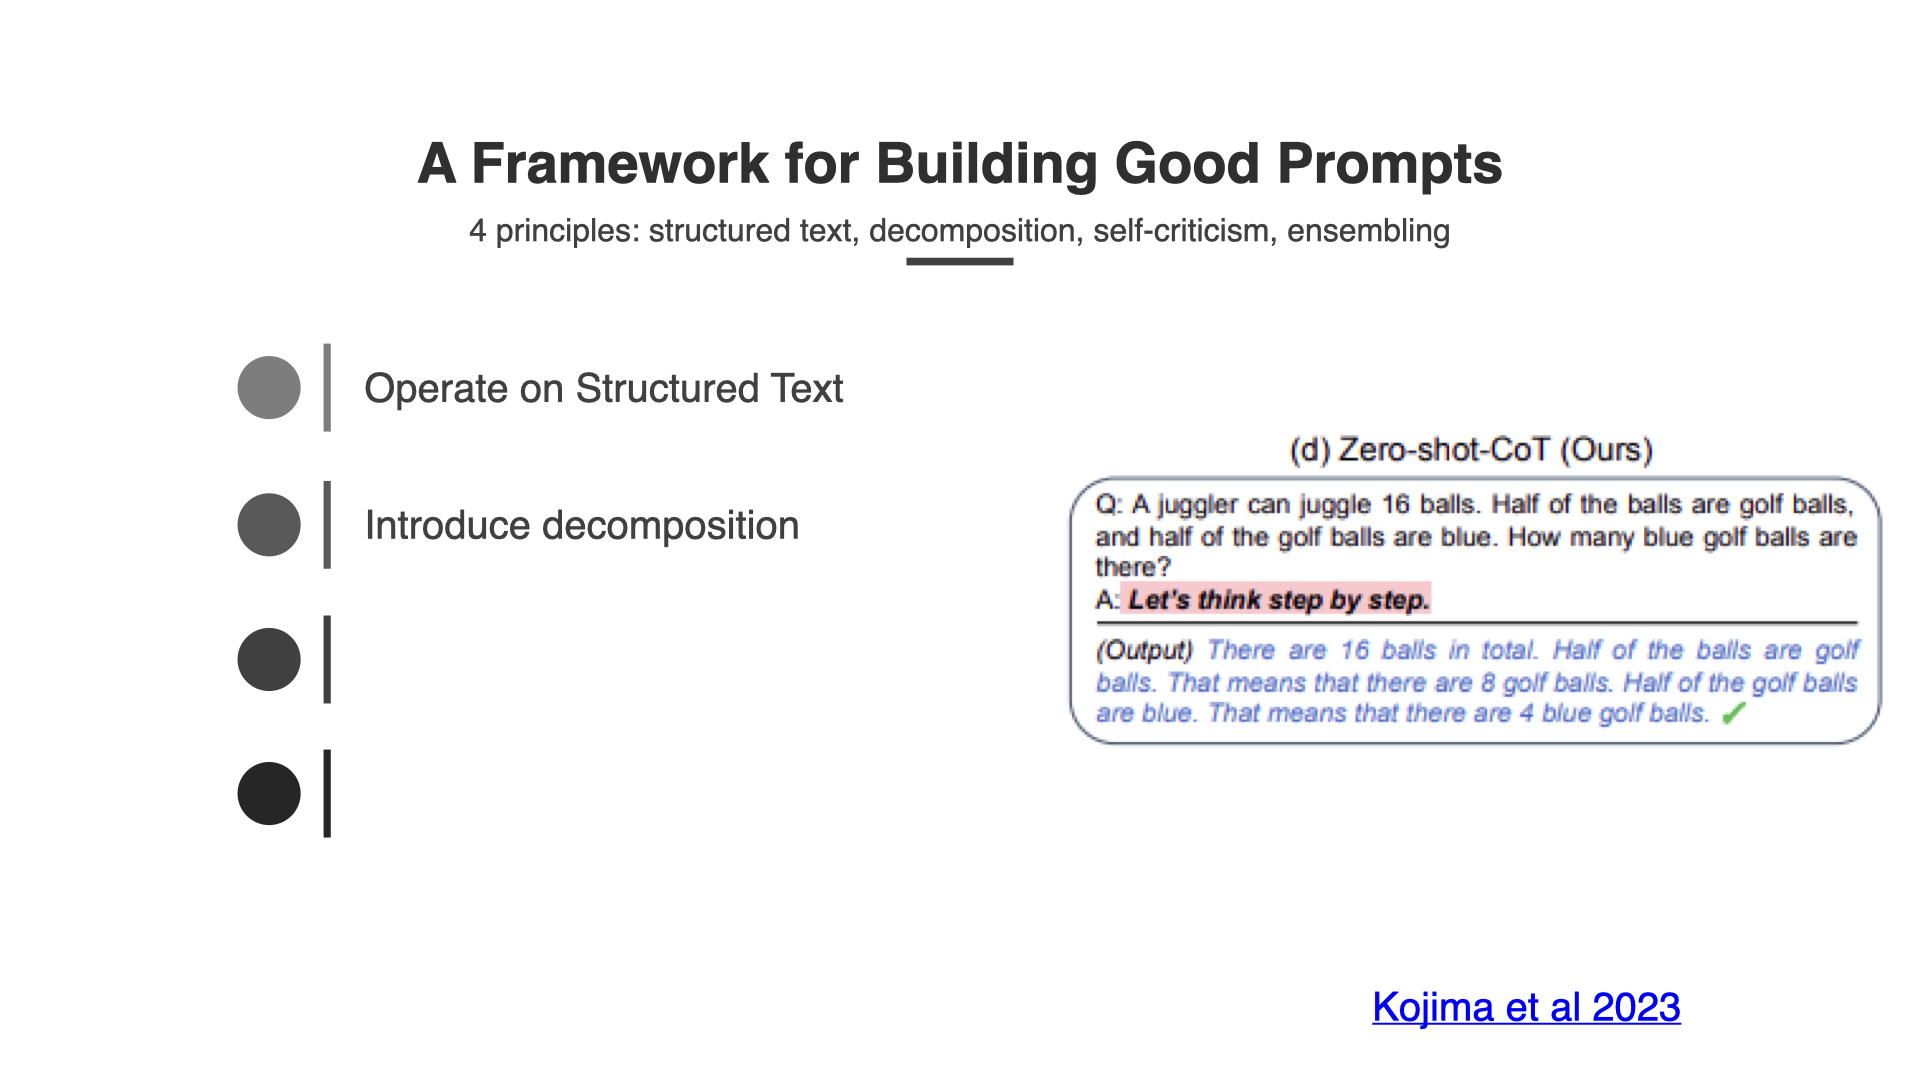 A Framework for Building Good Prompts
4 principles: structured text, decomposition, self-criticism, ensembling
Operate on Structured Text
Introduce decomposition
(d) Zero-shot-CoT (Ours)
Q: A juggler can juggle 16 balls. Half of the balls are golf balls,
and half of the golf balls are blue. How many blue golf balls are
there?
A: Let's think step by step.
(Output) There are 16 balls in total. Half of the balls are golf
balls. That means that there are 8 golf balls. Half of the golf balls
are blue. That means that there are 4 blue golf balls. ✓
Kojima et al 2023